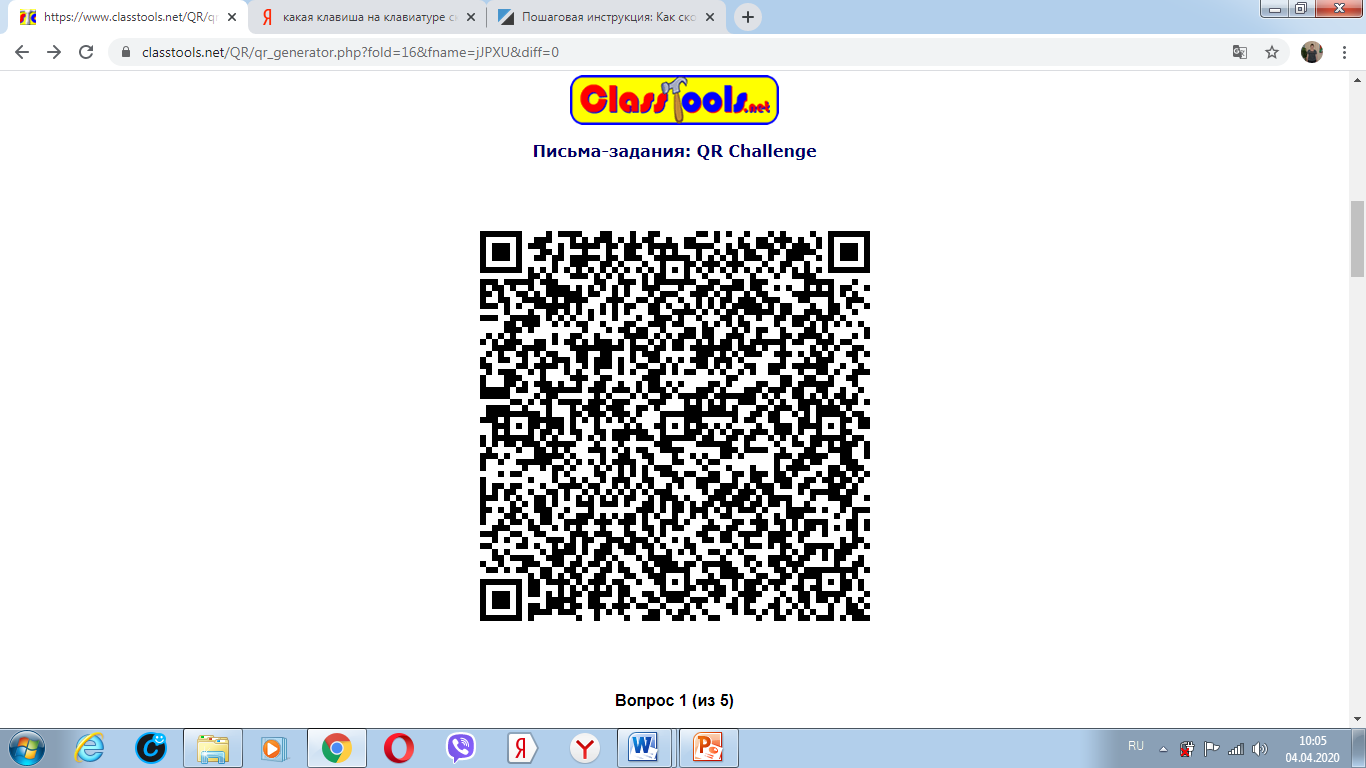 https://www.classtools.net/QR/q
какая клавиша на клавиатуре с
Пошаговая инструкция: Как ско
classtools.net/QR/qr_generator.php?fold=16&fname=jJPXU&diff=0
ClassTools.net
Письма-задания: QR Challenge
Вопрос 1 (из 5)
RU
10:05
04.04.2020